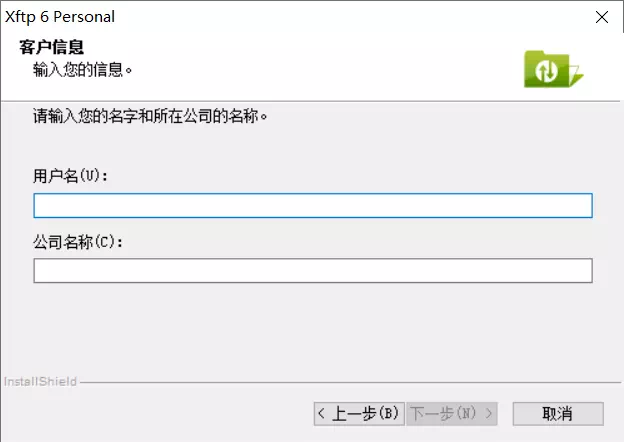 Xftp 6 Personal
客户信息
输入您的信息。
请输入您的名字和所在公司的名称。
用户名(U):
公司名称(C):
InstallShield
< 上一步(B) 下一步(N) > 取消